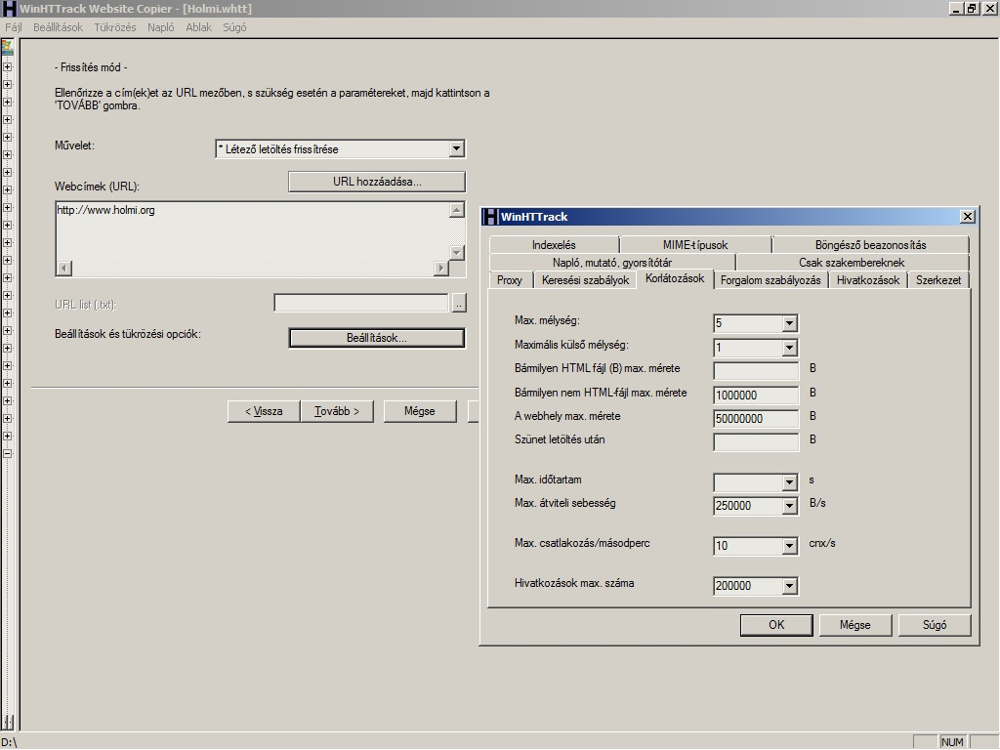 WinHTTrack Website Copier - [Holmi.whtt]
Fájl Beállítások Tükrözés Napló Ablak Súgó
- Frissítés mód -
Ellenőrizze a cím(ek)et az URL mezőben, s szükség esetén a paramétereket, majd kattintson a
'TOVÁBB' gombra.
Művelet:
* Létező letöltés frissítrése
Webcímek (URL):
URL hozzáadása...
http://www.holmi.org
URL list (.txt):
..
Beállítások és tükrözési opciók:
Beállítások...
< Vissza
Tovább >
Mégse
WinHTTrack
Indexelés MIME-típusok Böngésző beazonosítás
Napló, mutató, gyorsítótár Csak szakembereknek
Proxy Keresési szabályok Korlátozások Forgalom szabályozás Hivatkozások Szerkezet
Max. mélység: 5
Maximális külső mélység: 1
Bármilyen HTML fájl (B) max. mérete B
Bármilyen nem HTML-fájl max. mérete 1000000 B
A webhely max. mérete 50000000 B
Szünet letöltés után B
Max. időtartam s
Max. átviteli sebesség 250000 B/s
Max. csatlakozás/másodperc 10 cnx/s
Hivatkozások max. száma 200000
OK Mégse Súgó
D:\
NUM